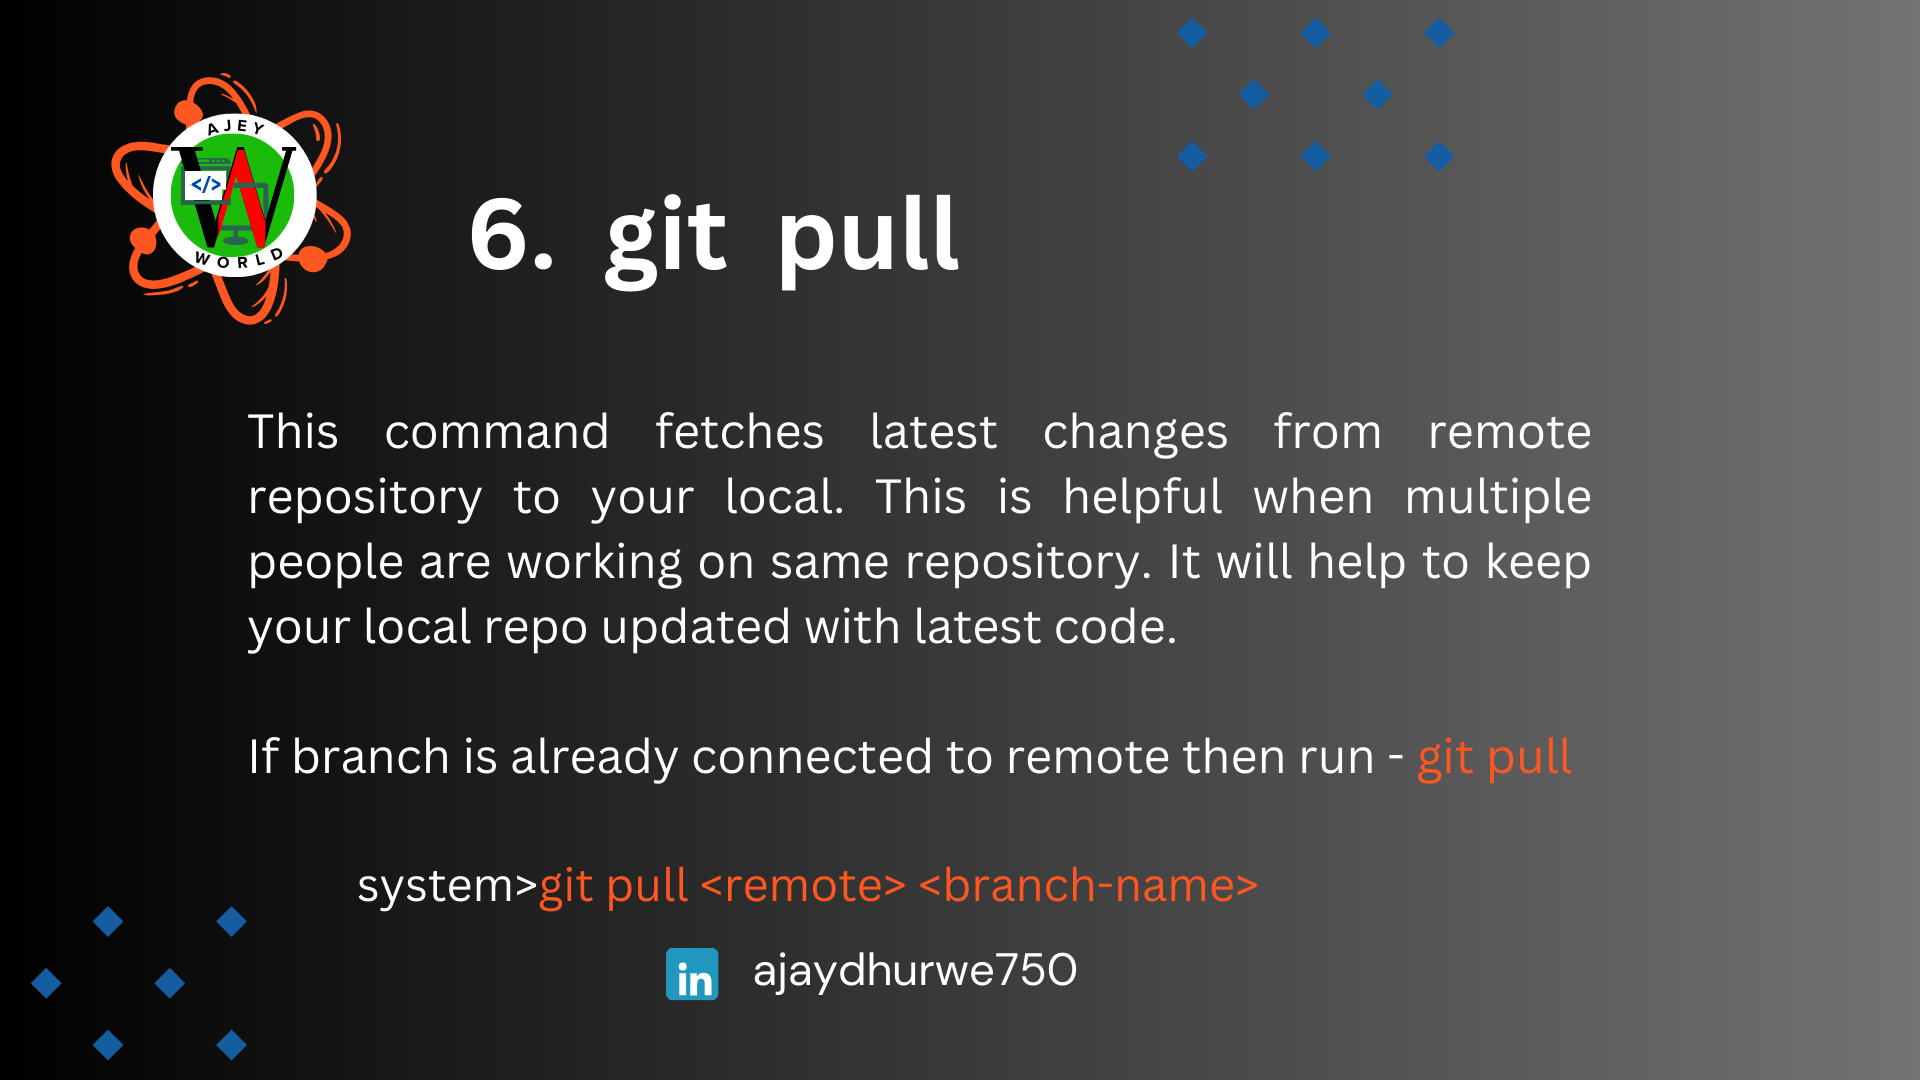 AJEY
W
</>
WORLD
6. git pull
This command fetches latest changes from remote
repository to your local. This is helpful when multiple
people are working on same repository. It will help to keep
your local repo updated with latest code.
If branch is already connected to remote then run - git pull
system>git pull <remote> <branch-name>
in ajaydhurwe750